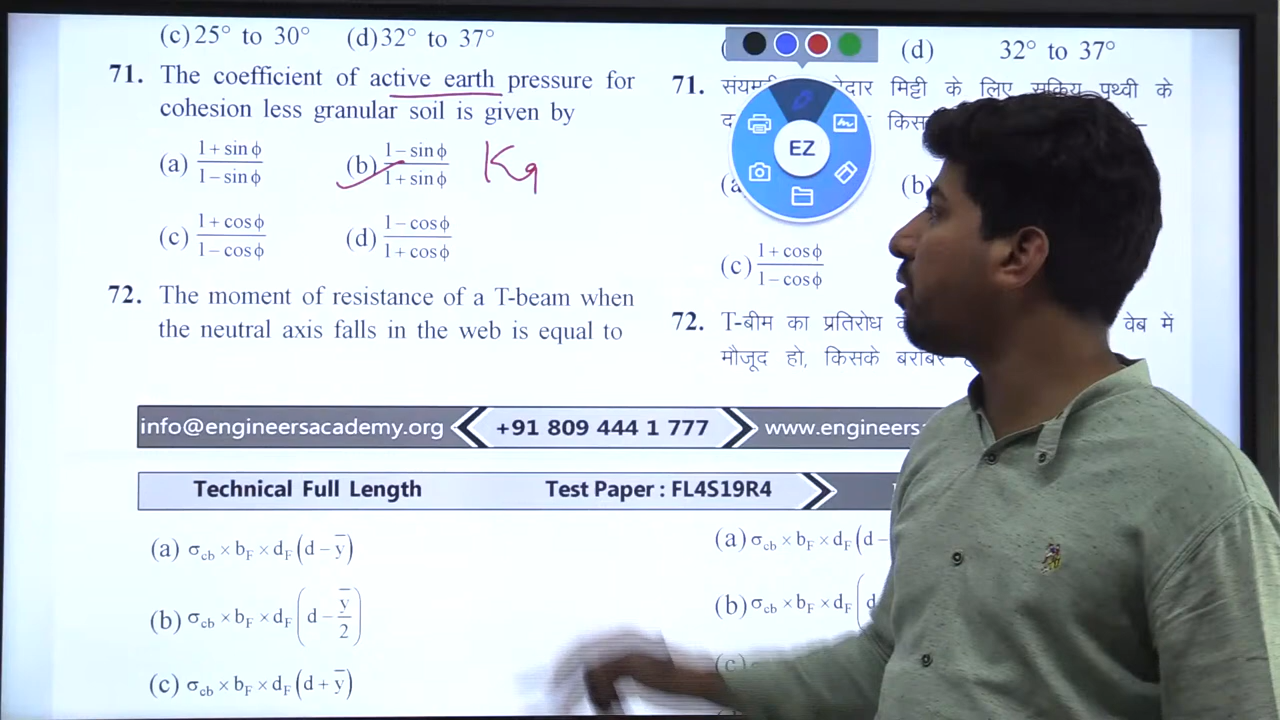 (c) 25° to 30° (d) 32° to 37°
71. The coefficient of active earth pressure for
cohesion less granular soil is given by
(a) 1 + sin ϕ / 1 − sin ϕ (b) 1 − sin ϕ / 1 + sin ϕ Ka
(c) 1 + cos ϕ / 1 − cos ϕ (d) 1 − cos ϕ / 1 + cos ϕ
72. The moment of resistance of a T-beam when
the neutral axis falls in the web is equal to
(d) 32° to 37°
71. मिट्टी के लिए सक्रिय पृथ्वी के
(b)
(c) 1 + cos ϕ / 1 − cos ϕ
72. T-बीम का प्रतिरोध वेब में
मौजूद हो, किसके बराबर
EZ
info@engineersacademy.org +91 809 444 1 777 www.engineers
Technical Full Length Test Paper : FL4S19R4
(a) σcb × bF × dF (d − y̅)
(b) σcb × bF × dF (d − y̅/2)
(c) σcb × bF × dF (d + y̅)
(a) σcb × bF × dF (d −
(b) σcb × bF × dF (d